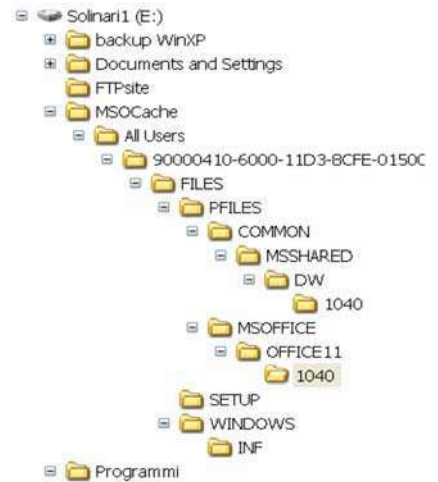 Solinari1 (E:)
backup WinXP
Documents and Settings
FTPsite
MSOCache
All Users
90000410-6000-11D3-8CFE-0150C
FILES
PFILES
COMMON
MSSHARED
DW
1040
MSOFFICE
OFFICE11
1040
SETUP
WINDOWS
INF
Programmi